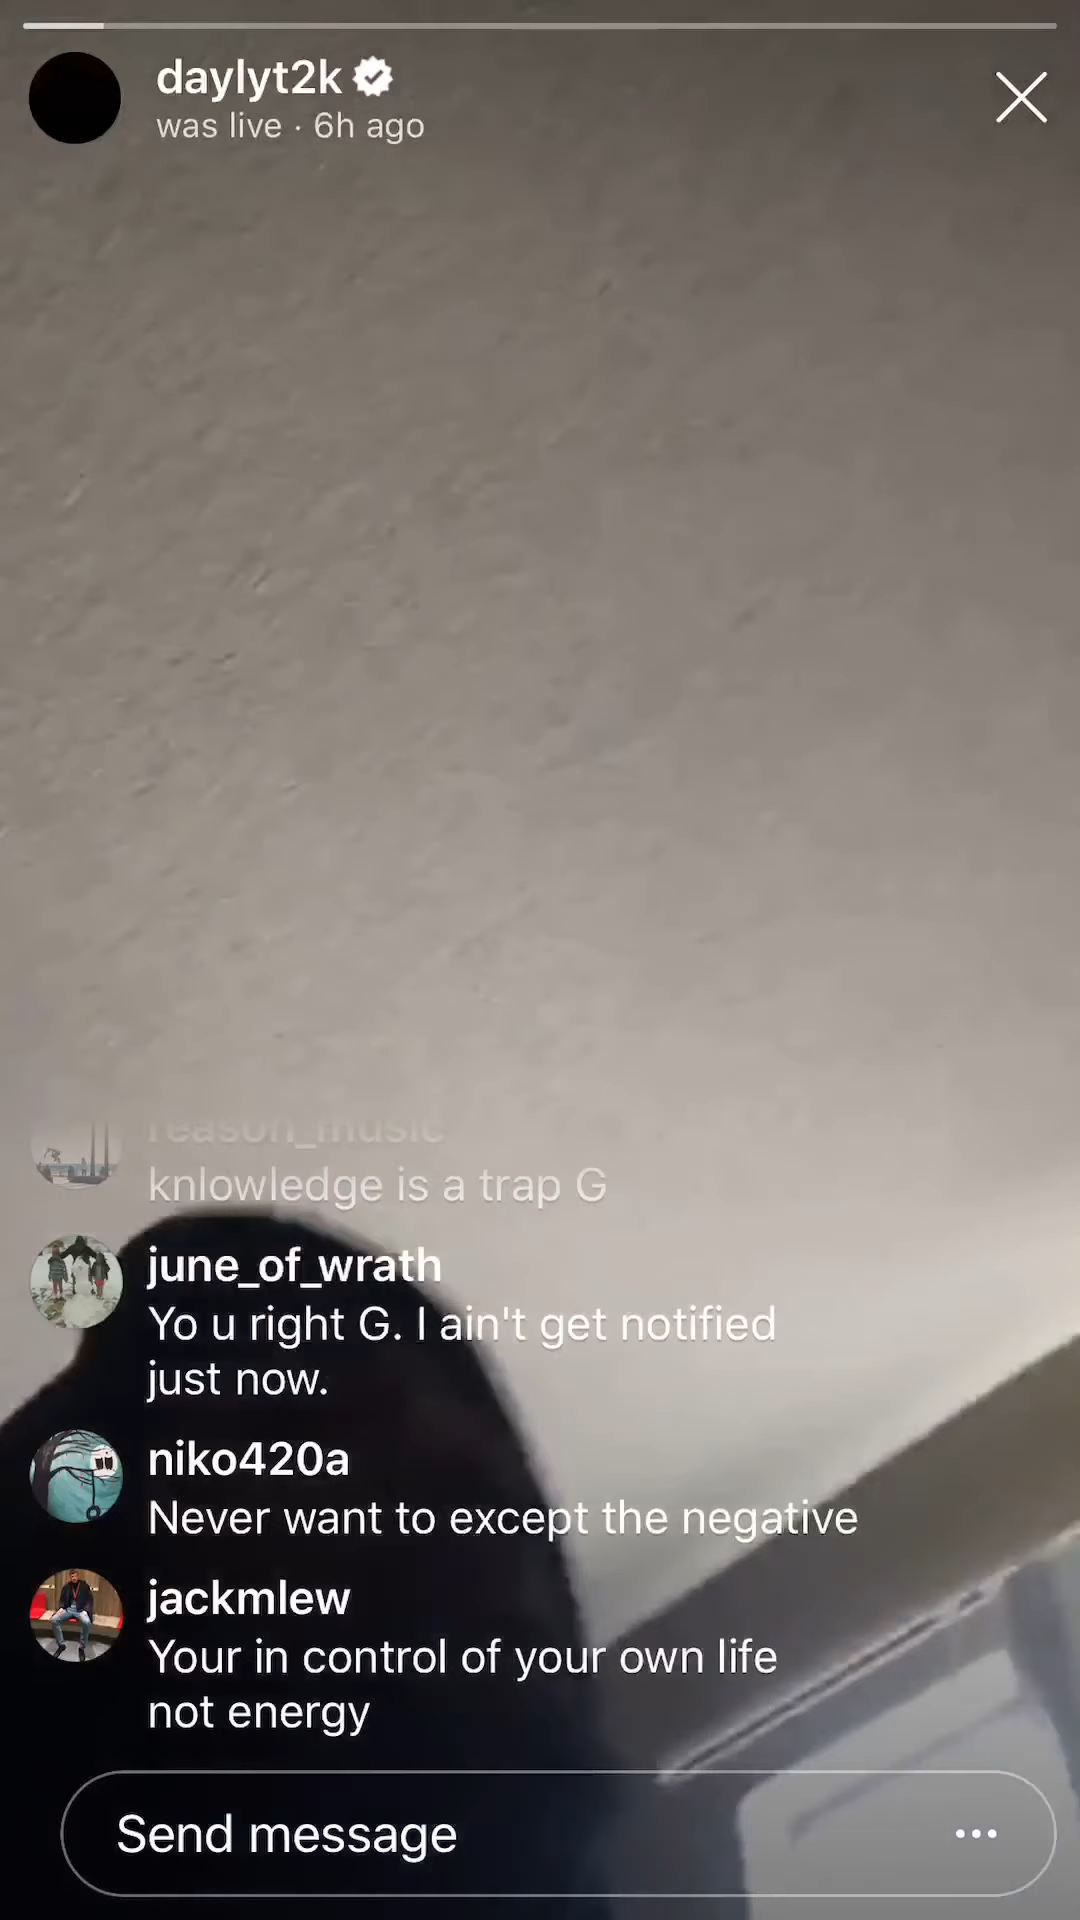 daylyt2k
was live · 6h ago
reason_music
knlowledge is a trap G
june_of_wrath
Yo u right G. I ain't get notified
just now.
niko420a
Never want to except the negative
jackmlew
Your in control of your own life
not energy
Send message